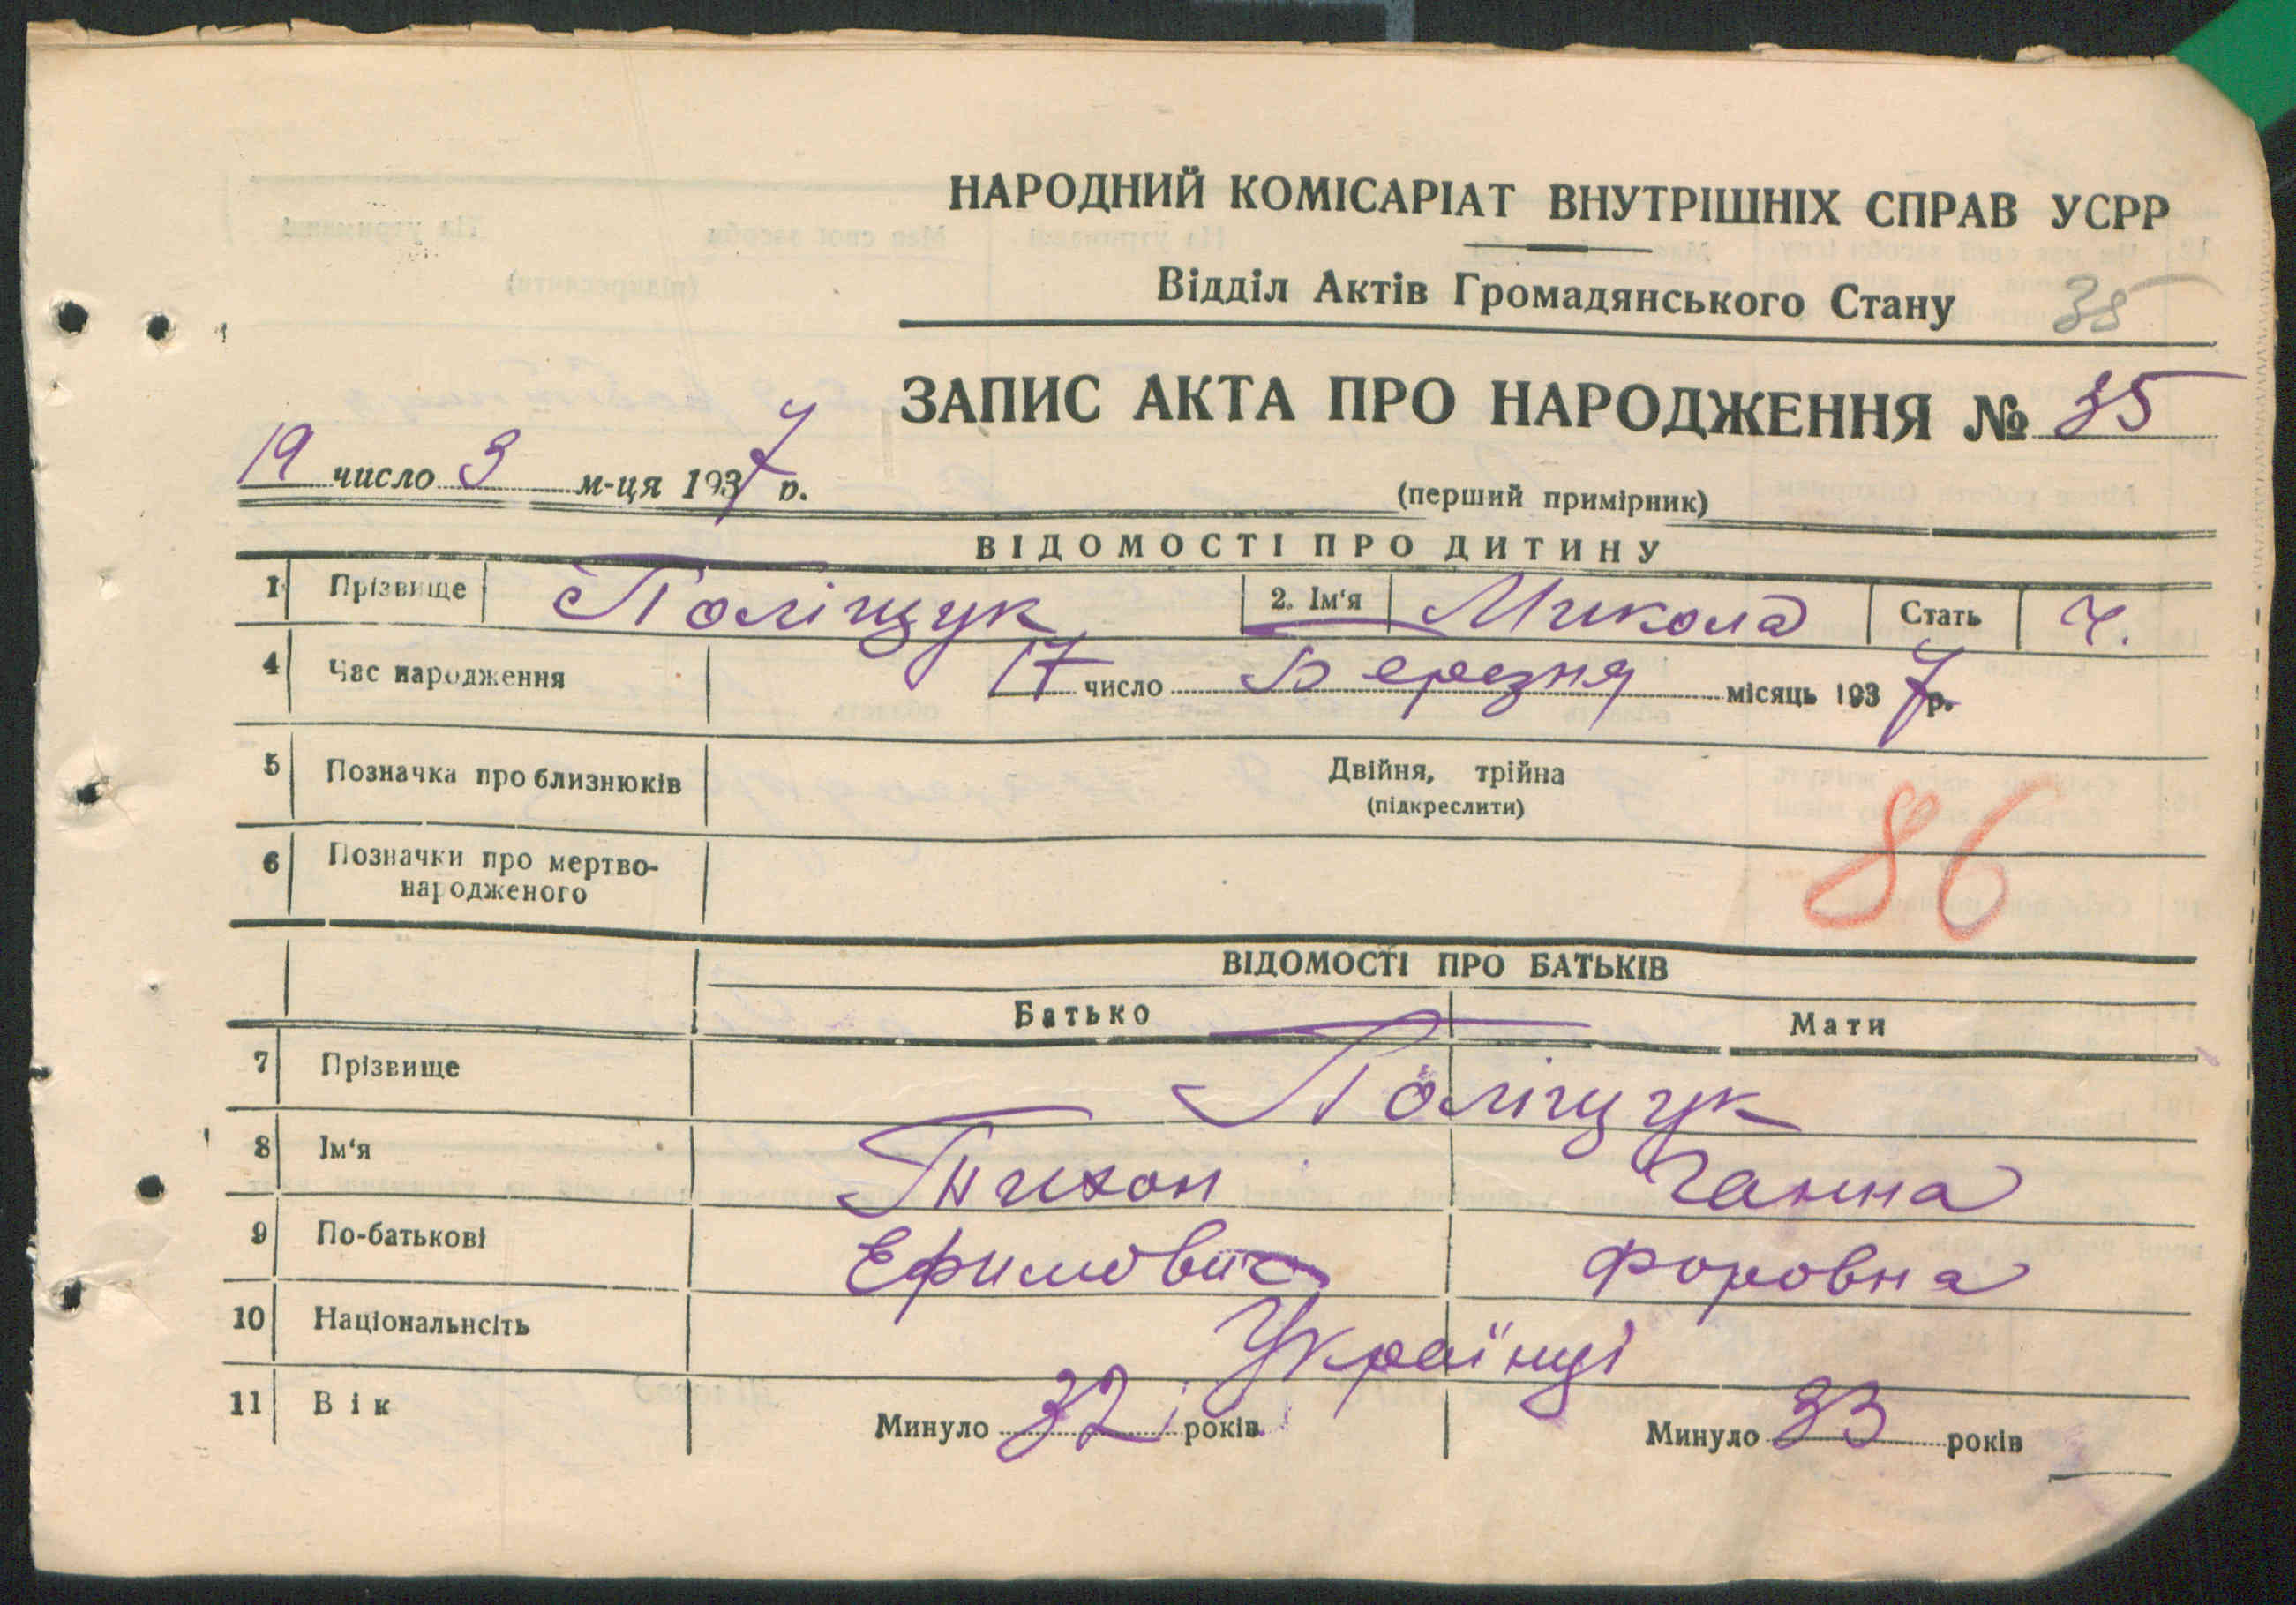 НАРОДНИЙ КОМІСАРІАТ ВНУТРІШНІХ СПРАВ УСРР
Відділ Актів Громадянського Стану 35
ЗАПИС АКТА ПРО НАРОДЖЕННЯ № 35
19 число 3 м-ця 1937 р.
(перший примірник)
ВІДОМОСТІ ПРО ДИТИНУ
1 Прізвище Поліщук 2. Ім'я Микола Стать ч.
4 Час народження 17 число Березня місяць 1937 р.
5 Позначка про близнюків Двійня, трійна
(підкреслити)
86
6 Позначки про мертво-
народженого
ВІДОМОСТІ ПРО БАТЬКІВ
Батько Мати
7 Прізвище Поліщук
8 Ім'я Тихон Ганна
9 По-батькові Ефимович Форовна
10 Національнсіть Українці
11 Вік Минуло 32 років Минуло 33 років